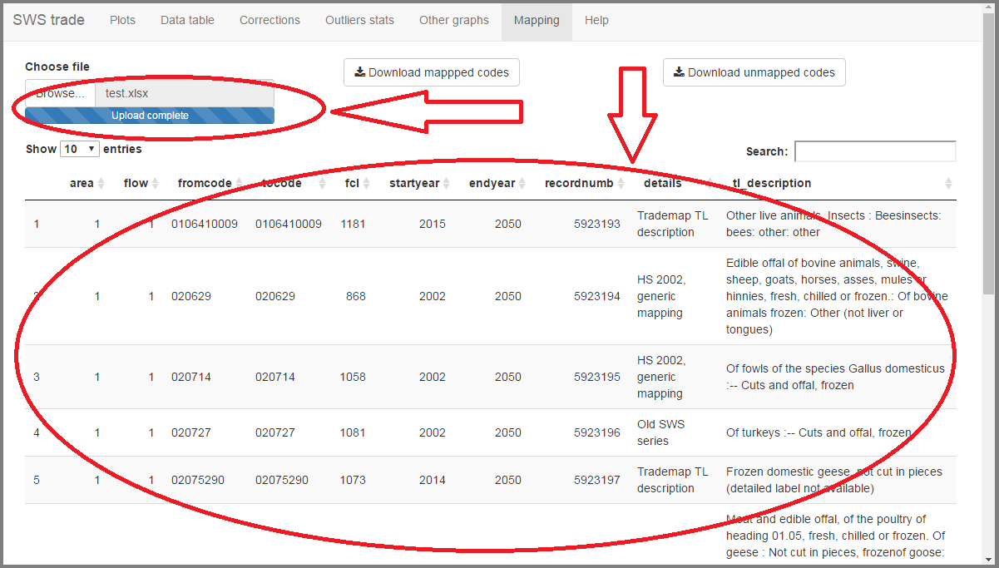 SWS trade Plots Data table Corrections Outliers stats Other graphs Mapping Help
Choose file
Download mappped codes Download unmapped codes
Browse... test.xlsx
Upload complete
Show 10 entries Search:
area flow fromcode tocode fcl startyear endyear recordnumb details tl_description
1 1 1 0106410009 0106410009 1181 2015 2050 5923193 Trademap TL description Other live animals, Insects : Beesinsects:
bees: other: other
2 1 1 020629 020629 868 2002 2050 5923194 HS 2002, generic mapping Edible offal of bovine animals, swine,
sheep, goats, horses, asses, mules or
hinnies, fresh, chilled or frozen.: Of bovine
animals frozen: Other (not liver or
tongues)
3 1 1 020714 020714 1058 2002 2050 5923195 HS 2002, generic mapping Of fowls of the species Gallus domesticus
:-- Cuts and offal, frozen
4 1 1 020727 020727 1081 2002 2050 5923196 Old SWS series Of turkeys :-- Cuts and offal, frozen
5 1 1 02075290 02075290 1073 2014 2050 5923197 Trademap TL description Frozen domestic geese, not cut in pieces
(detailed label not available)
Meat and edible offal, of the poultry of
heading 01.05, fresh, chilled or frozen. Of
geese : Not cut in pieces, frozenof goose: